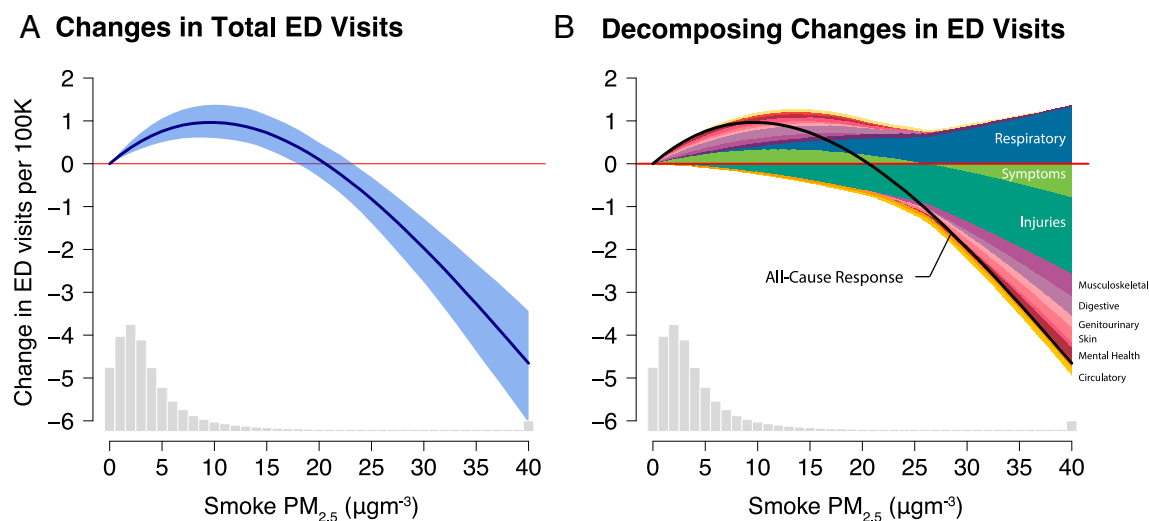 A Changes in Total ED Visits
Change in ED visits per 100K
2
1
0
−1
−2
−3
−4
−5
−6
0 5 10 15 20 25 30 35 40
Smoke PM2.5 (µgm-3)
B Decomposing Changes in ED Visits
2
1
0
−1
−2
−3
−4
−5
−6
Respiratory
Symptoms
Injuries
All-Cause Response
Musculoskeletal
Digestive
Genitourinary
Skin
Mental Health
Circulatory
0 5 10 15 20 25 30 35 40
Smoke PM2.5 (µgm-3)